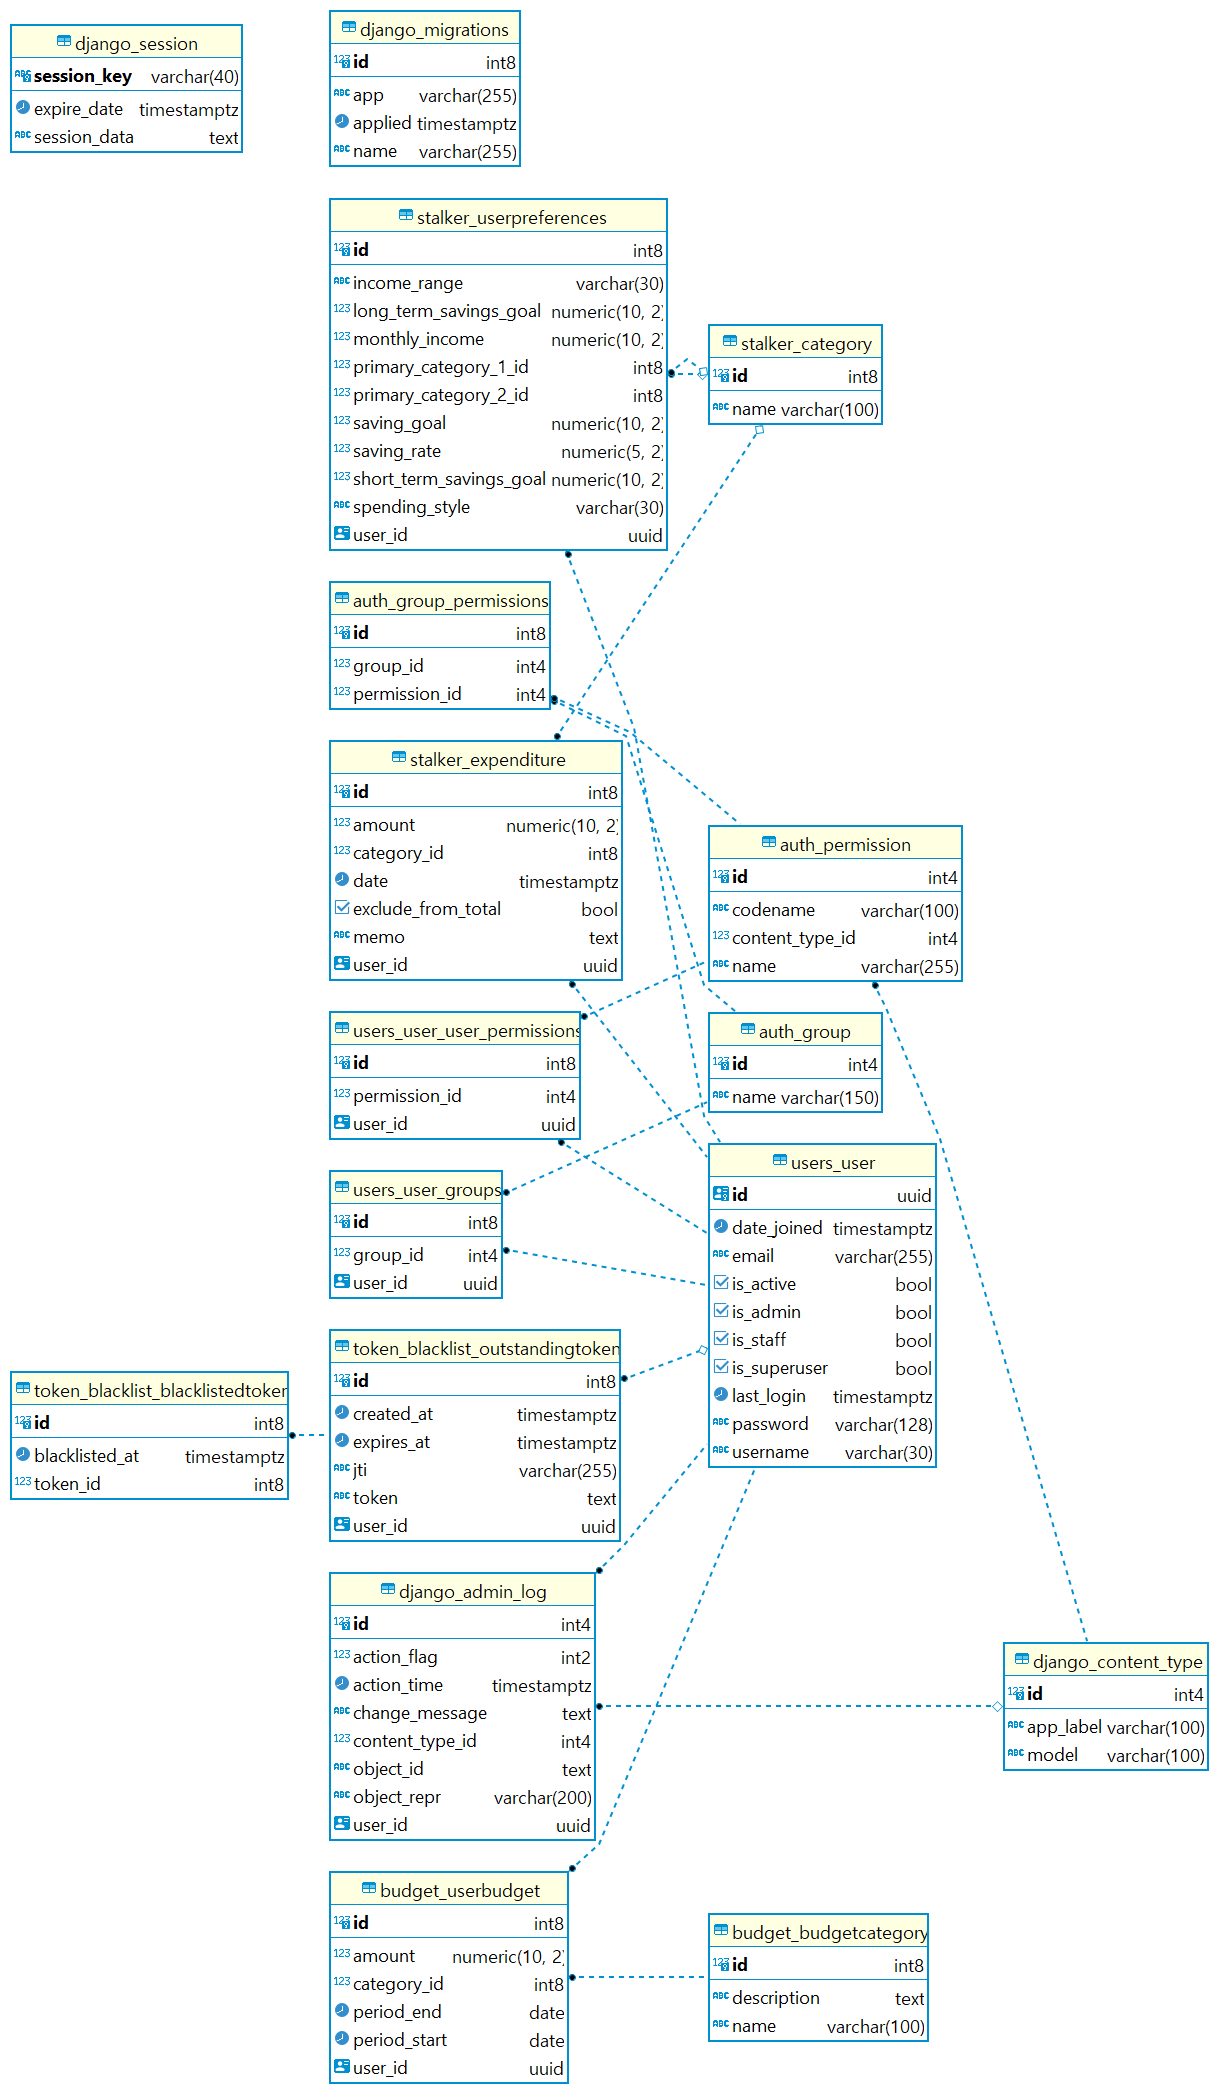 django_session
session_key varchar(40)
expire_date timestamptz
session_data text
django_migrations
id int8
app varchar(255)
applied timestamptz
name varchar(255)
stalker_userpreferences
id int8
income_range varchar(30)
long_term_savings_goal numeric(10, 2)
monthly_income numeric(10, 2)
primary_category_1_id int8
primary_category_2_id int8
saving_goal numeric(10, 2)
saving_rate numeric(5, 2)
short_term_savings_goal numeric(10, 2)
spending_style varchar(30)
user_id uuid
stalker_category
id int8
name varchar(100)
auth_group_permissions
id int8
group_id int4
permission_id int4
stalker_expenditure
id int8
amount numeric(10, 2)
category_id int8
date timestamptz
exclude_from_total bool
memo text
user_id uuid
auth_permission
id int4
codename varchar(100)
content_type_id int4
name varchar(255)
users_user_user_permissions
id int8
permission_id int4
user_id uuid
auth_group
id int4
name varchar(150)
users_user_groups
id int8
group_id int4
user_id uuid
users_user
id uuid
date_joined timestamptz
email varchar(255)
is_active bool
is_admin bool
is_staff bool
is_superuser bool
last_login timestamptz
password varchar(128)
username varchar(30)
token_blacklist_outstandingtoken
id int8
created_at timestamptz
expires_at timestamptz
jti varchar(255)
token text
user_id uuid
token_blacklist_blacklistedtoken
id int8
blacklisted_at timestamptz
token_id int8
django_admin_log
id int4
action_flag int2
action_time timestamptz
change_message text
content_type_id int4
object_id text
object_repr varchar(200)
user_id uuid
django_content_type
id int4
app_label varchar(100)
model varchar(100)
budget_userbudget
id int8
amount numeric(10, 2)
category_id int8
period_end date
period_start date
user_id uuid
budget_budgetcategory
id int8
description text
name varchar(100)